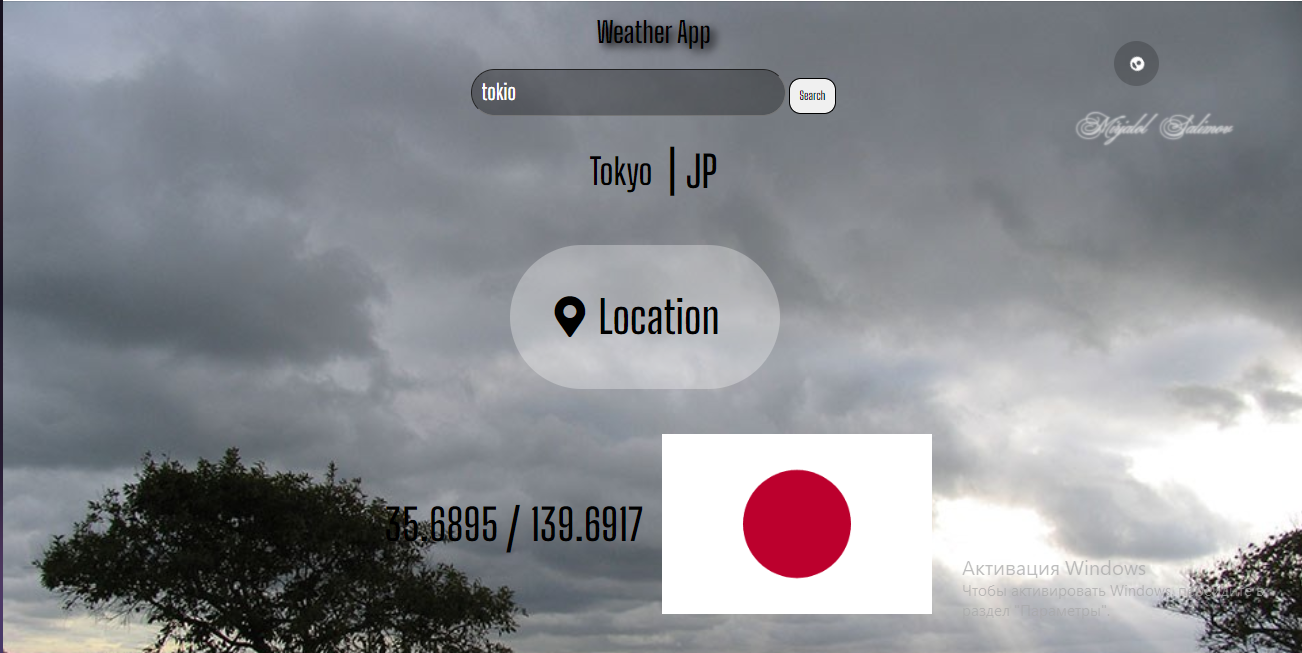 Weather App
tokio
Search
Mirjalol Salimov
Tokyo | JP
Location
35.6895 / 139.6917
Активация Windows
Чтобы активировать Windows, перейдите в
раздел "Параметры".